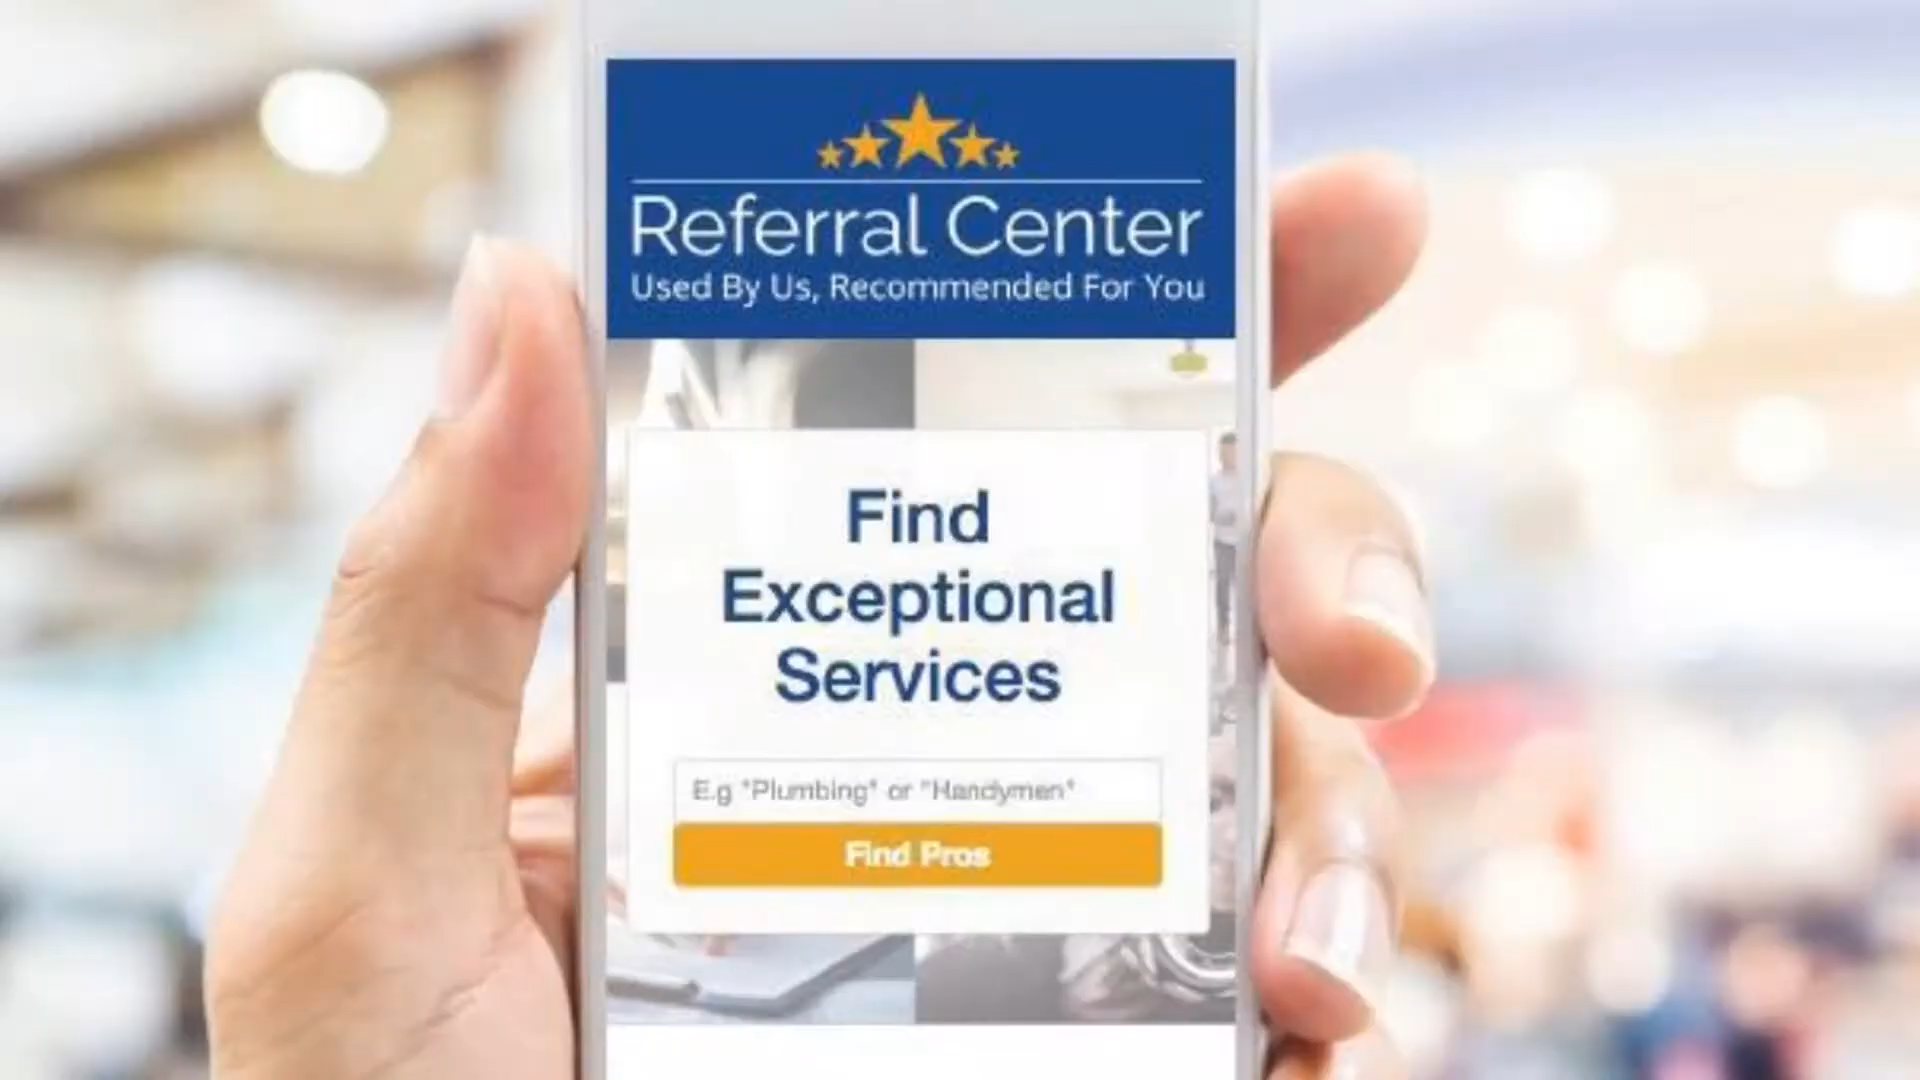 Referral Center
Used By Us, Recommended For You
Find
Exceptional
Services
E.g "Plumbing" or "Handymen"
Find Pros